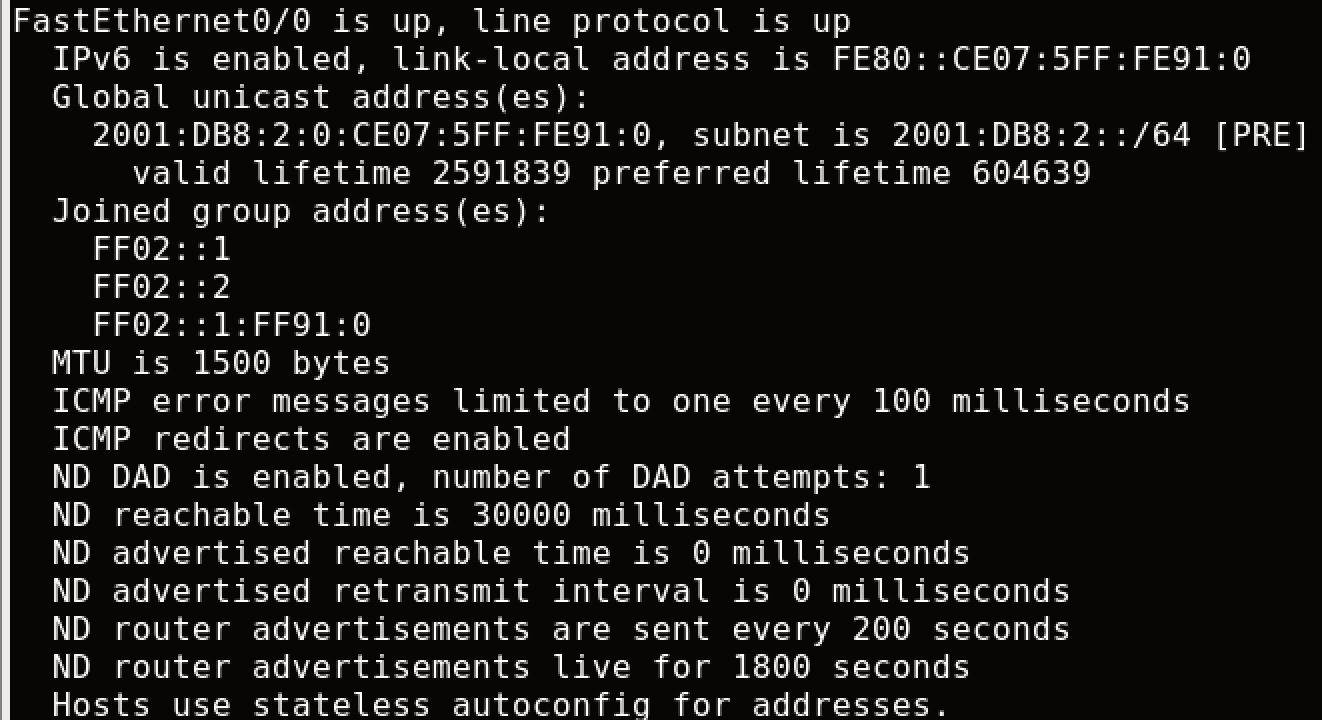 FastEthernet0/0 is up, line protocol is up
IPv6 is enabled, link-local address is FE80::CE07:5FF:FE91:0
Global unicast address(es):
2001:DB8:2:0:CE07:5FF:FE91:0, subnet is 2001:DB8:2::/64 [PRE]
valid lifetime 2591839 preferred lifetime 604639
Joined group address(es):
FF02::1
FF02::2
FF02::1:FF91:0
MTU is 1500 bytes
ICMP error messages limited to one every 100 milliseconds
ICMP redirects are enabled
ND DAD is enabled, number of DAD attempts: 1
ND reachable time is 30000 milliseconds
ND advertised reachable time is 0 milliseconds
ND advertised retransmit interval is 0 milliseconds
ND router advertisements are sent every 200 seconds
ND router advertisements live for 1800 seconds
Hosts use stateless autoconfig for addresses.